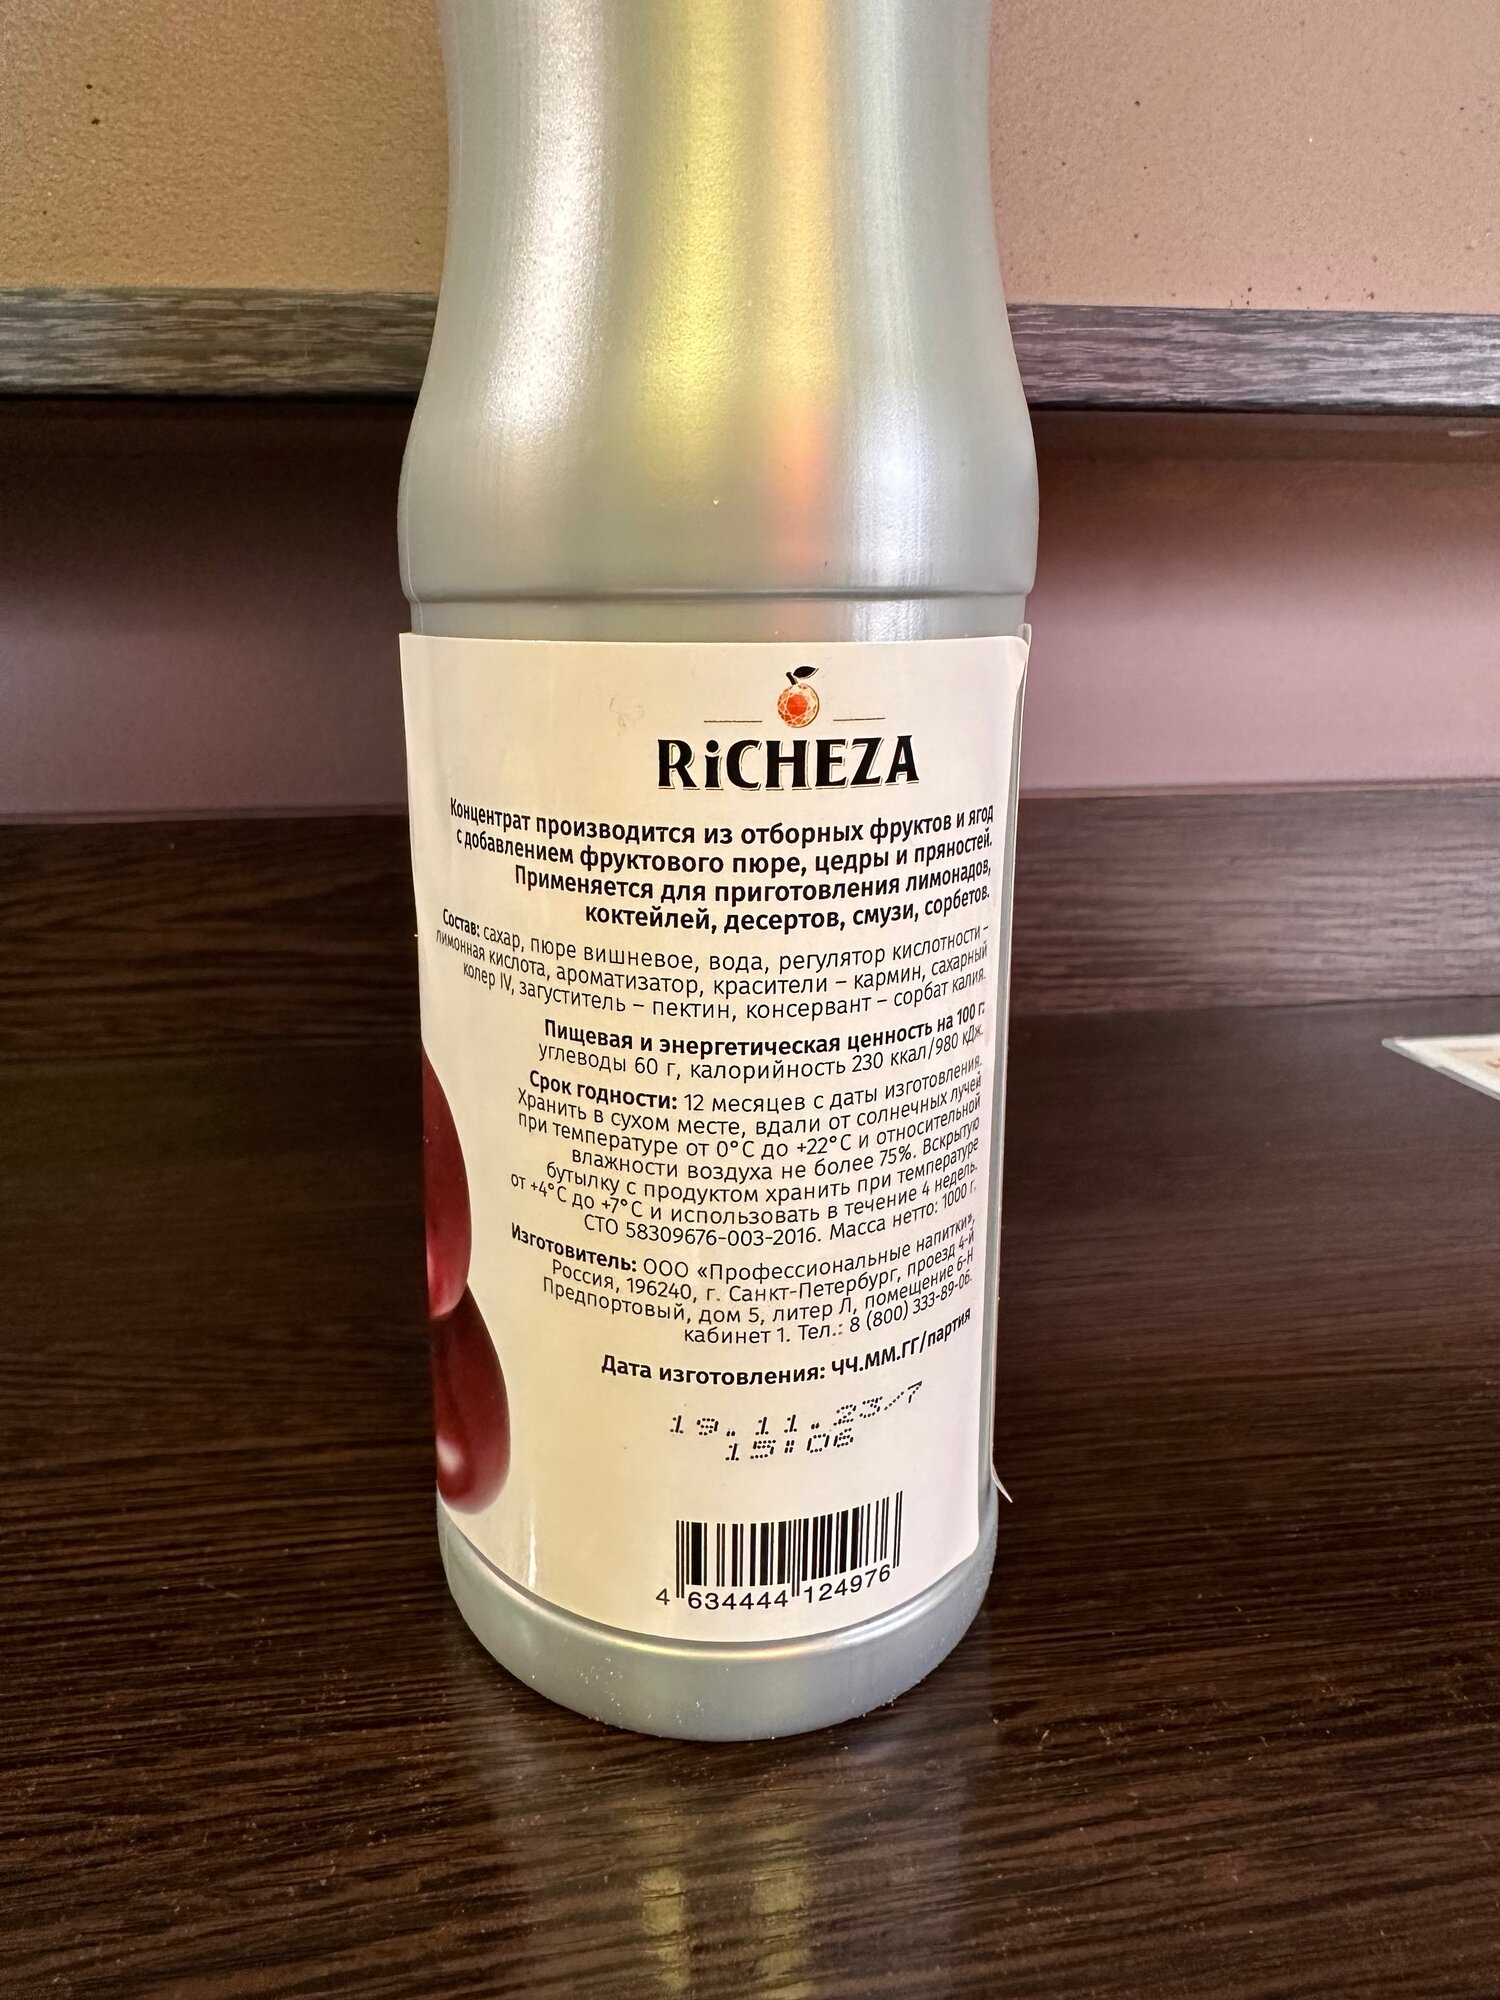 RiCHEZA
Концентрат производится из отборных фруктов и ягод
с добавлением фруктового пюре, цедры и пряностей.
Применяется для приготовления лимонадов,
коктейлей, десертов, смузи, сорбетов.
Состав: сахар, пюре вишневое, вода, регулятор кислотности –
лимонная кислота, ароматизатор, красители – кармин, сахарный
колер IV, загуститель – пектин, консервант – сорбат калия.
Пищевая и энергетическая ценность на 100 г:
углеводы 60 г, калорийность 230 ккал/980 кДж.
Срок годности: 12 месяцев с даты изготовления.
Хранить в сухом месте, вдали от солнечных лучей
при температуре от 0°С до +22°С и относительной
влажности воздуха не более 75%. Вскрытую
бутылку с продуктом хранить при температуре
от +4°С до +7°С и использовать в течение 4 недель.
СТО 58309676-003-2016. Масса нетто: 1000 г.
Изготовитель: ООО «Профессиональные напитки»,
Россия, 196240, г. Санкт-Петербург, проезд 4-й
Предпортовый, дом 5, литер Л, помещение 6-Н
кабинет 1. Тел.: 8 (800) 333-89-06.
Дата изготовления: ЧЧ.ММ.ГГ/партия
19.11.23/7
15:06
4 634444 124976